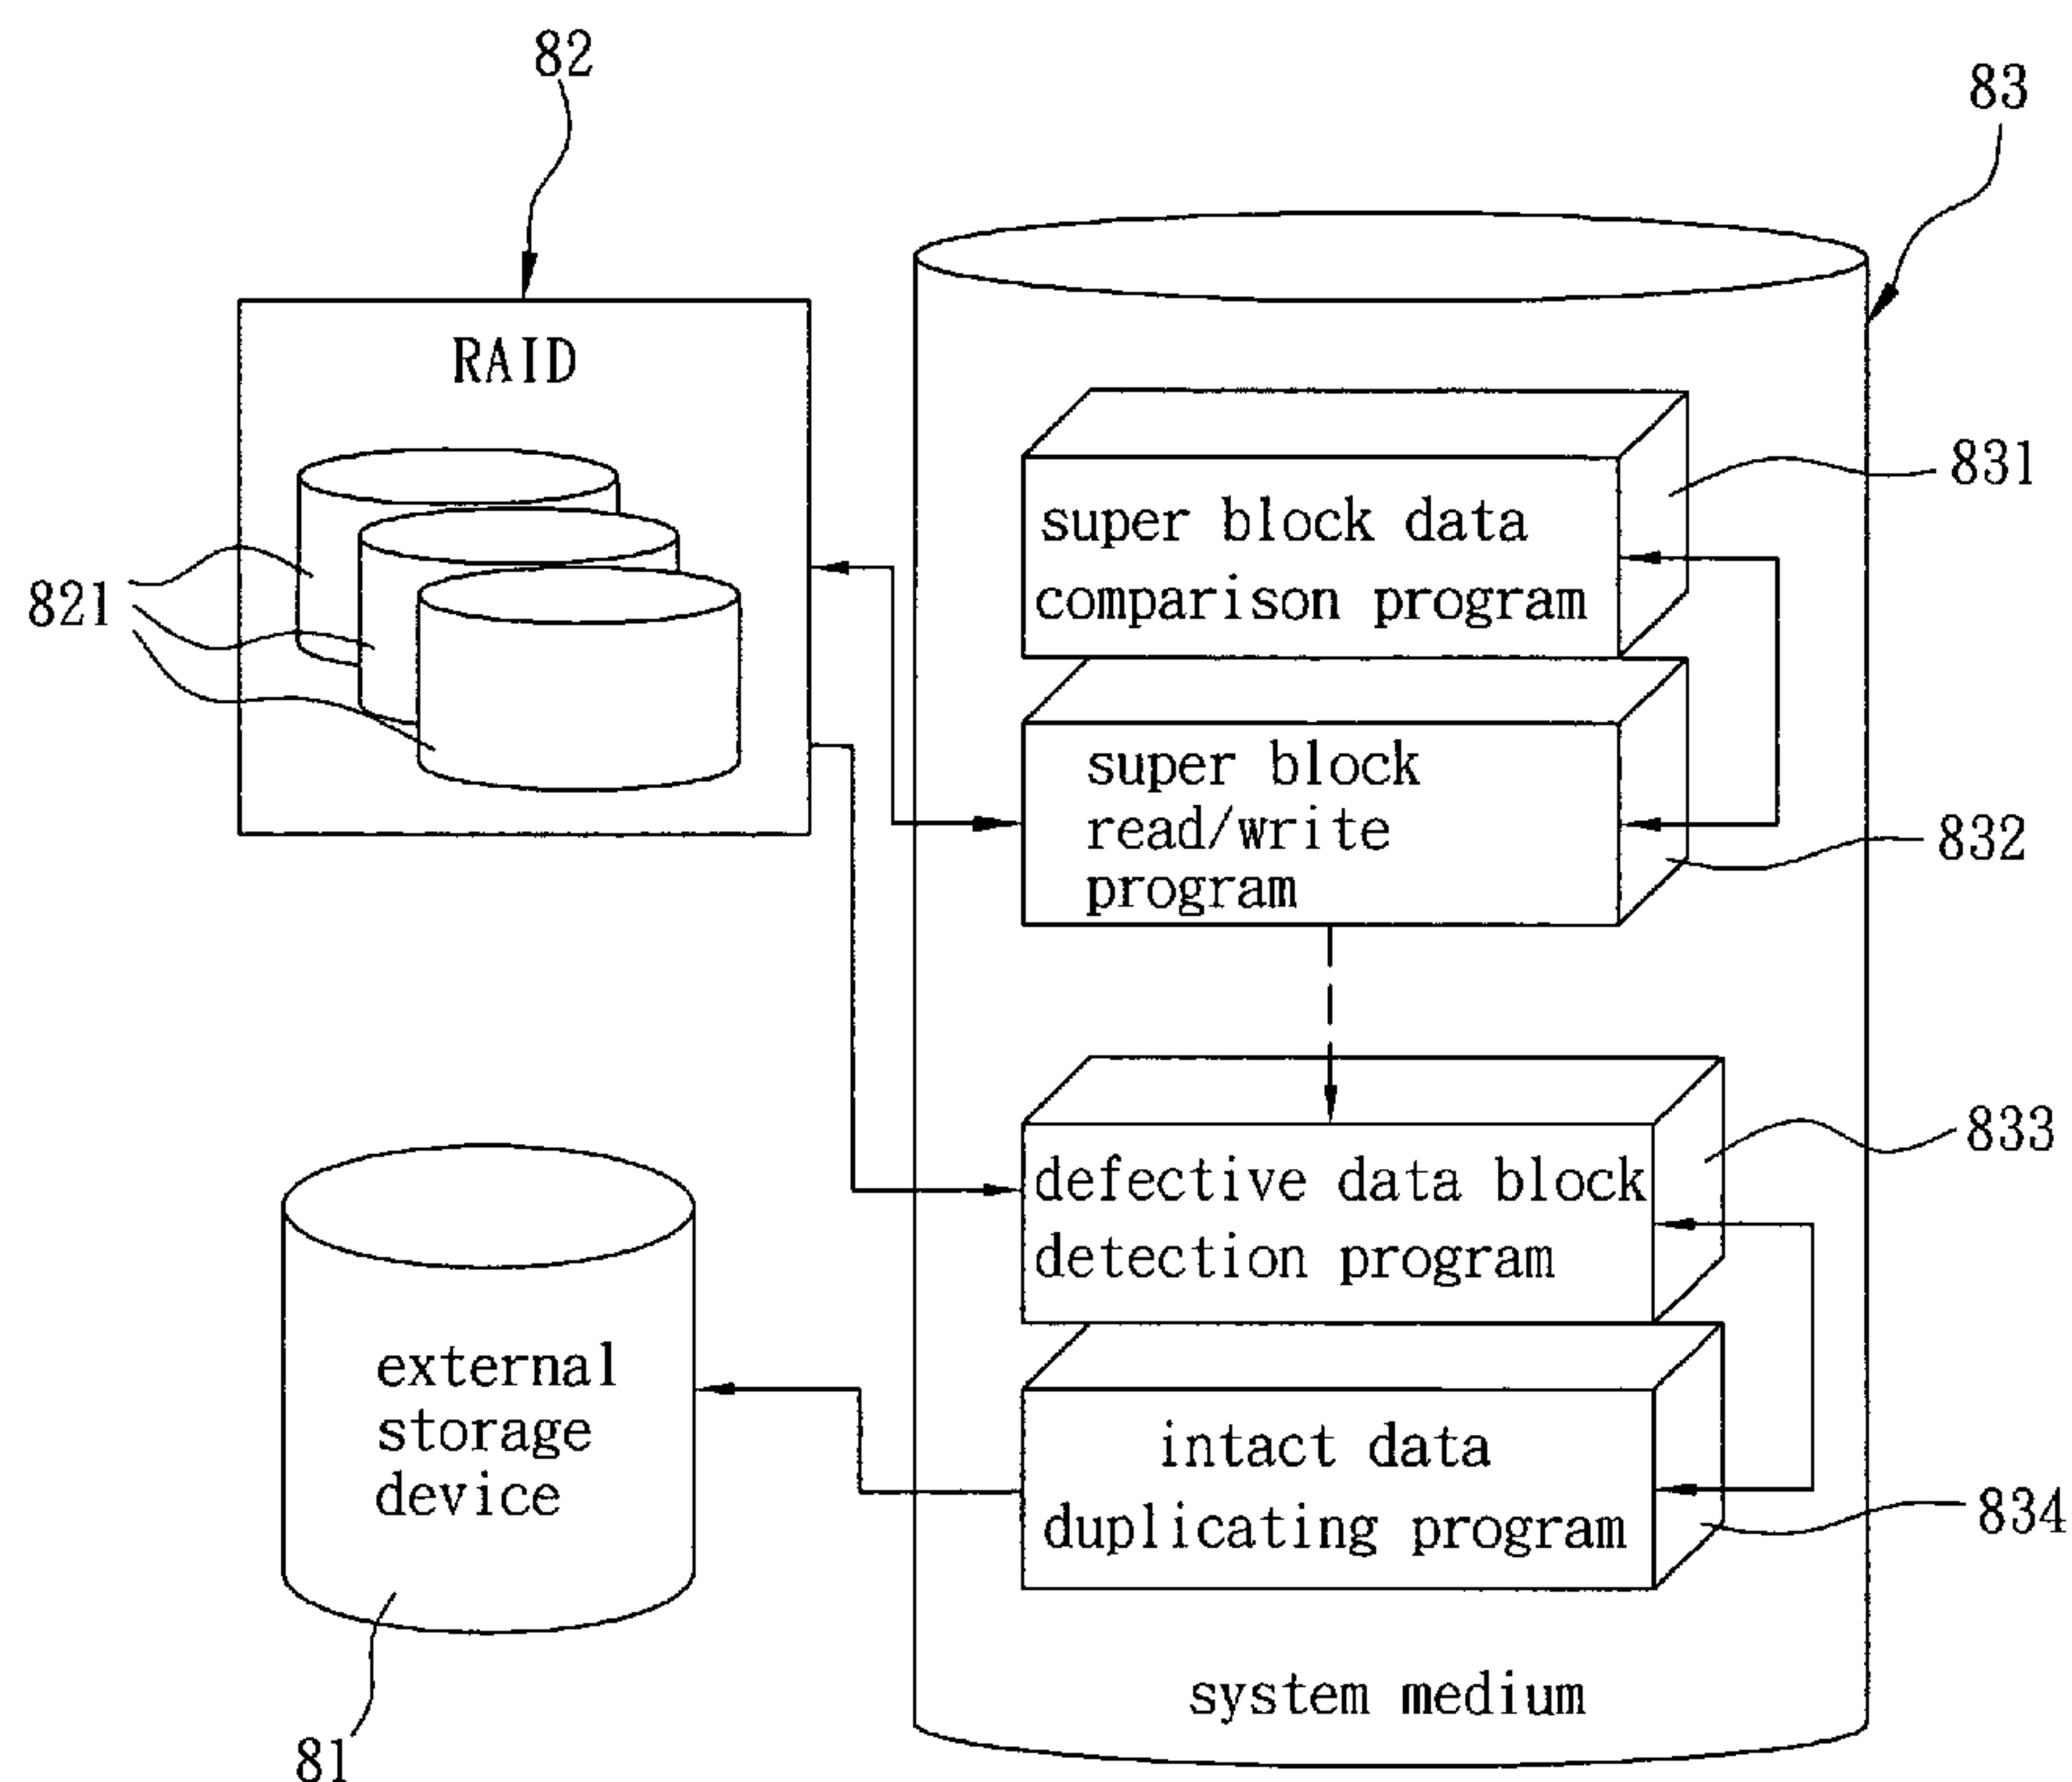 82
83
RAID
821
super block data
comparison program
831
super block
read/write
program
832
defective data block
detection program
833
external
storage
device
81
intact data
duplicating program
834
system medium